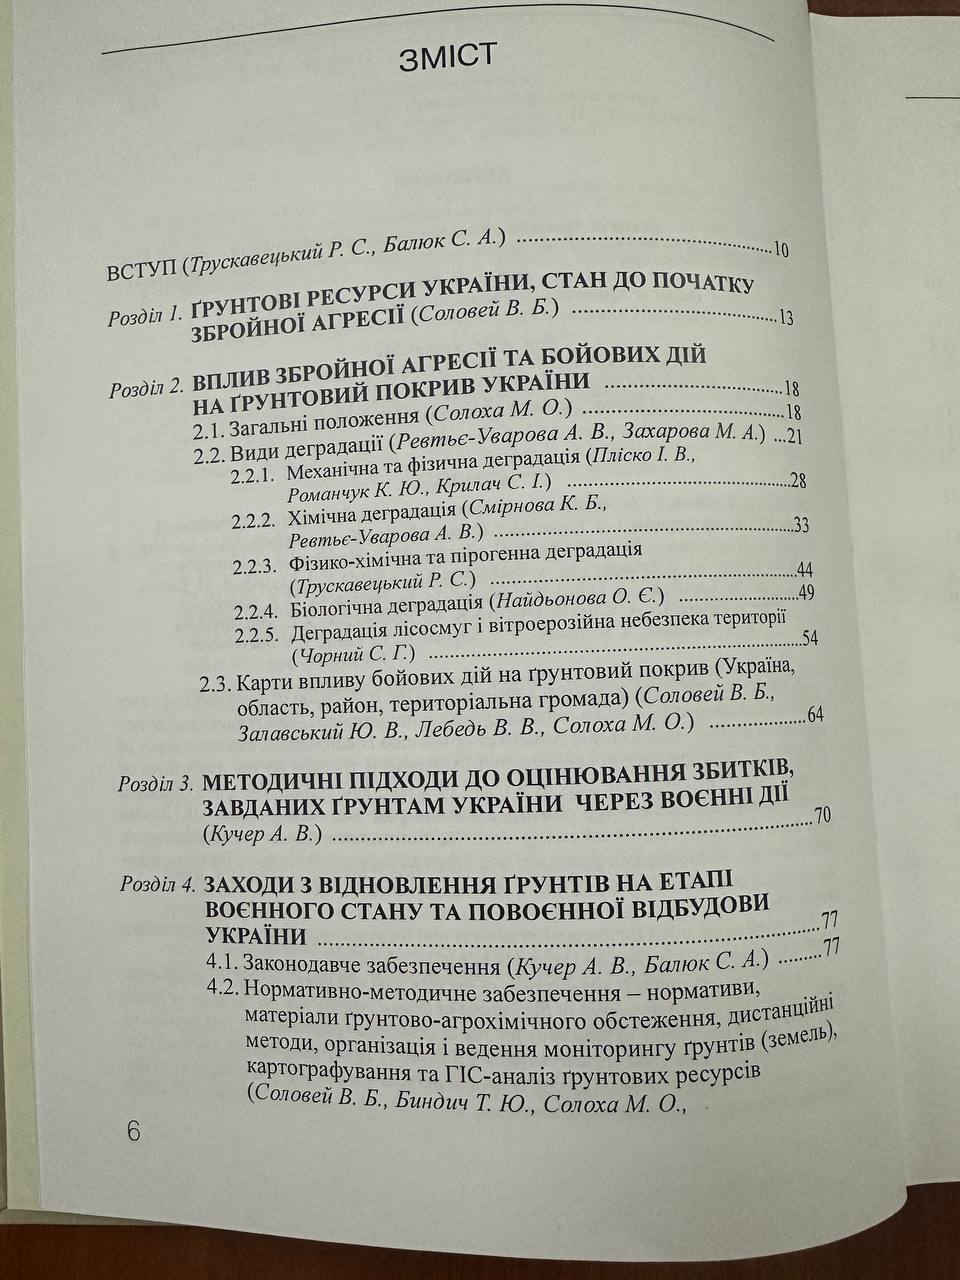 ЗМІСТ
ВСТУП (Трускавецький Р. С., Балюк С. А.) ..........10
Розділ 1. ҐРУНТОВІ РЕСУРСИ УКРАЇНИ, СТАН ДО ПОЧАТКУ
ЗБРОЙНОЇ АГРЕСІЇ (Соловей В. Б.) ..........13
Розділ 2. ВПЛИВ ЗБРОЙНОЇ АГРЕСІЇ ТА БОЙОВИХ ДІЙ
НА ҐРУНТОВИЙ ПОКРИВ УКРАЇНИ ..........18
2.1. Загальні положення (Солоха М. О.) ..........18
2.2. Види деградації (Ревтьє-Уварова А. В., Захарова М. А.) ...21
2.2.1. Механічна та фізична деградація (Пліско І. В.,
Романчук К. Ю., Крилач С. І.) ..........28
2.2.2. Хімічна деградація (Смірнова К. Б.,
Ревтьє-Уварова А. В.) ..........33
2.2.3. Фізико-хімічна та пірогенна деградація
(Трускавецький Р. С.) ..........44
2.2.4. Біологічна деградація (Найдьонова О. Є.) ..........49
2.2.5. Деградація лісосмуг і вітроерозійна небезпека території
(Чорний С. Г.) ..........54
2.3. Карти впливу бойових дій на ґрунтовий покрив (Україна,
область, район, територіальна громада) (Соловей В. Б.,
Залавський Ю. В., Лебедь В. В., Солоха М. О.) ..........64
Розділ 3. МЕТОДИЧНІ ПІДХОДИ ДО ОЦІНЮВАННЯ ЗБИТКІВ,
ЗАВДАНИХ ҐРУНТАМ УКРАЇНИ ЧЕРЕЗ ВОЄННІ ДІЇ
(Кучер А. В.) ..........70
Розділ 4. ЗАХОДИ З ВІДНОВЛЕННЯ ҐРУНТІВ НА ЕТАПІ
ВОЄННОГО СТАНУ ТА ПОВОЄННОЇ ВІДБУДОВИ
УКРАЇНИ ..........77
4.1. Законодавче забезпечення (Кучер А. В., Балюк С. А.) ..........77
4.2. Нормативно-методичне забезпечення – нормативи,
матеріали ґрунтово-агрохімічного обстеження, дистанційні
методи, організація і ведення моніторингу ґрунтів (земель),
картографування та ГІС-аналіз ґрунтових ресурсів
(Соловей В. Б., Биндич Т. Ю., Солоха М. О.,
6